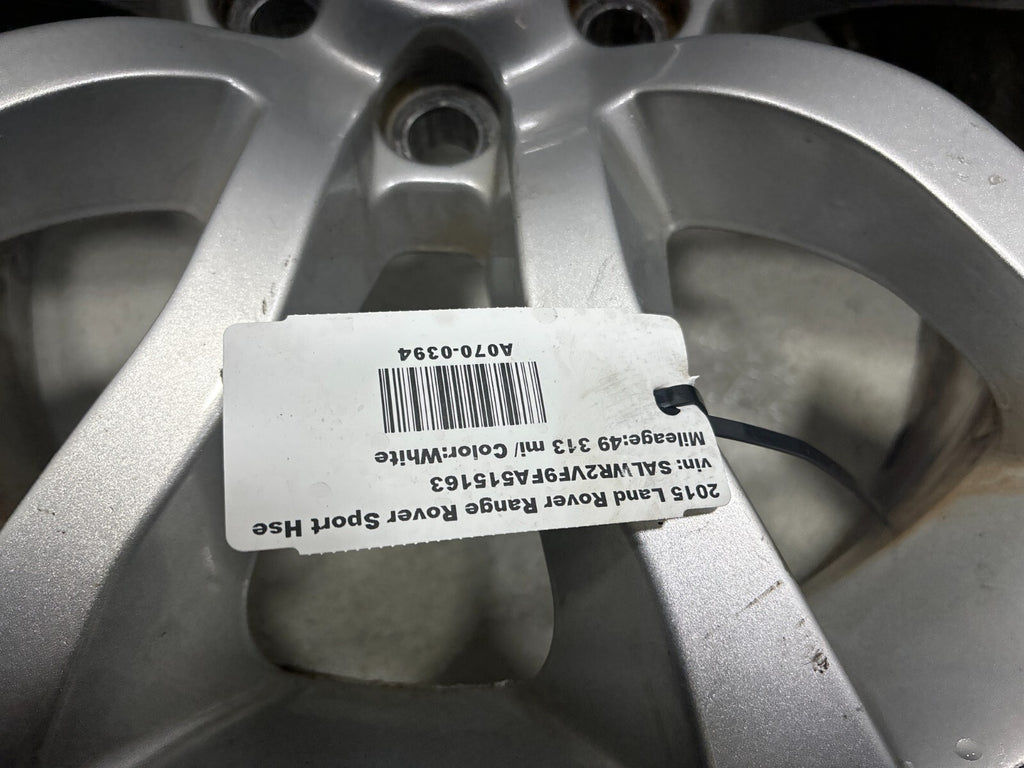 2015 Land Rover Range Rover Sport Hse
vin: SALWR2VF9FA515163
Mileage:49 313 mi/ Color:White
A070-0394